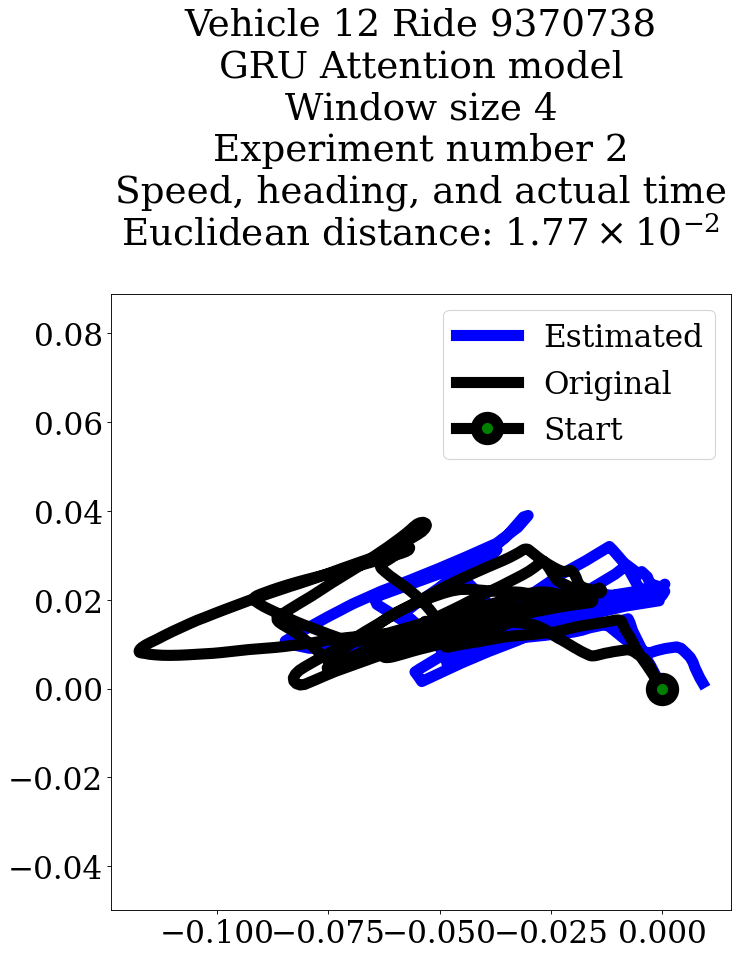 Vehicle 12 Ride 9370738
GRU Attention model
Window size 4
Experiment number 2
Speed, heading, and actual time
Euclidean distance: 1.77 × 10⁻²
Estimated
Original
Start
0.08
0.06
0.04
0.02
0.00
−0.02
−0.04
−0.100 −0.075 −0.050 −0.025 0.000